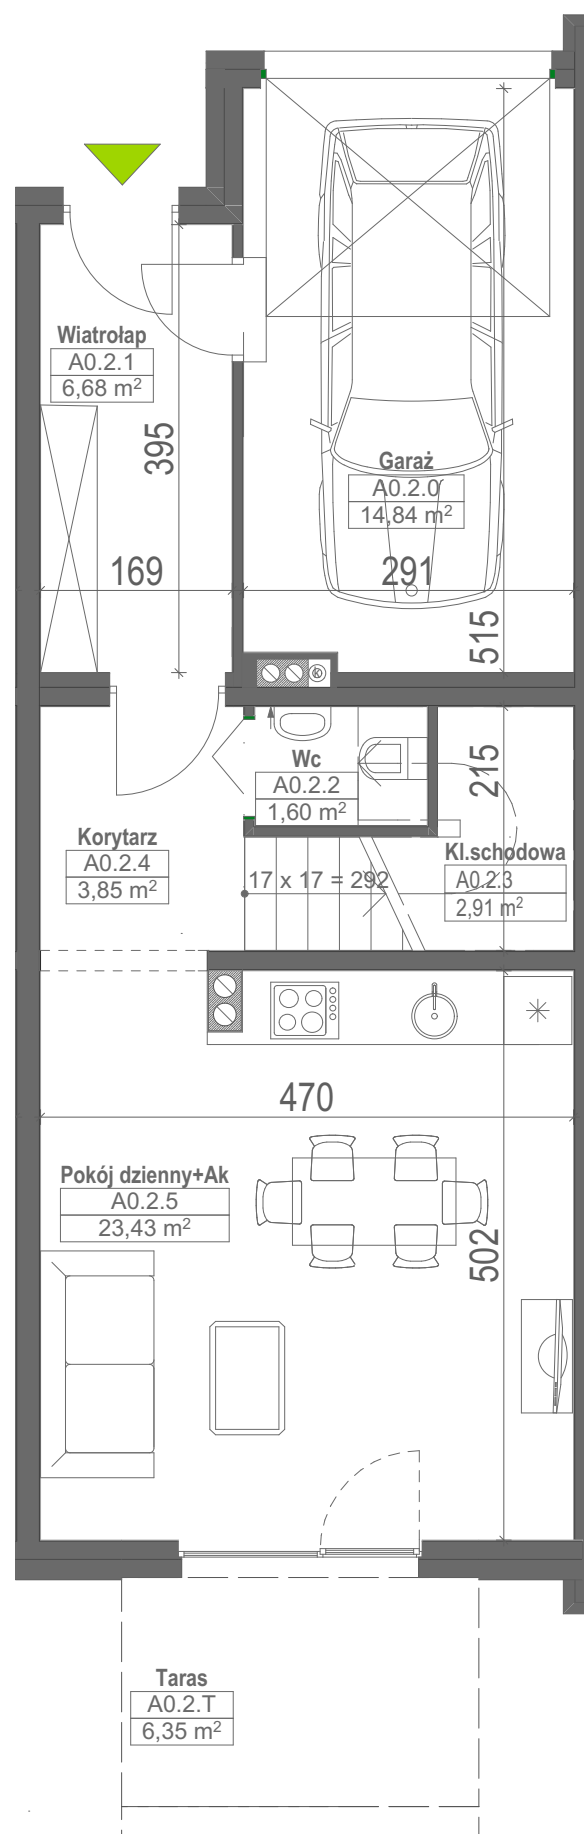 Wiatrołap
A0.2.1
6,68 m²
395
169
Garaż
A0.2.0
14,84 m²
291
515
K
Wc
A0.2.2
1,60 m²
215
Korytarz
A0.2.4
3,85 m²
17 x 17 = 292
Kl.schodowa
A0.2.3
2,91 m²
470
Pokój dzienny+Ak
A0.2.5
23,43 m²
502
Taras
A0.2.T
6,35 m²